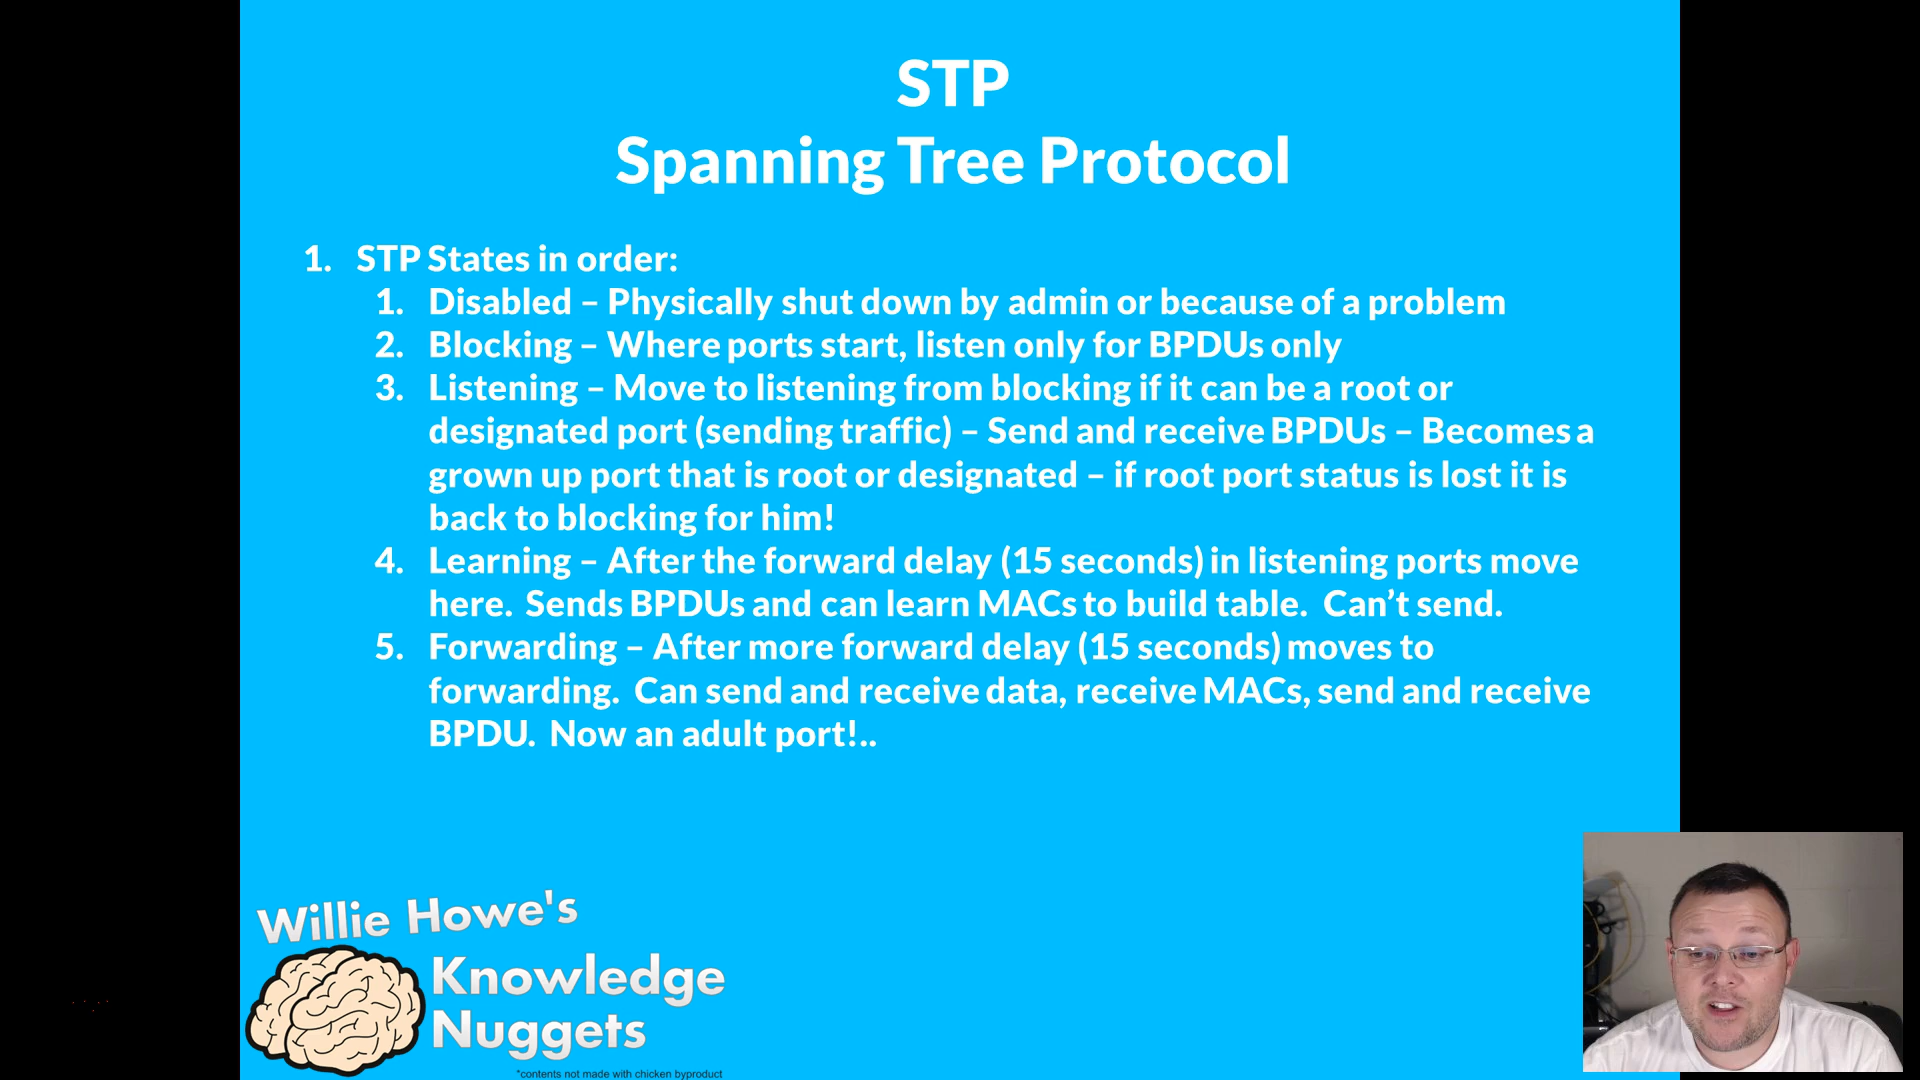 STP
Spanning Tree Protocol
1. STP States in order:
1. Disabled – Physically shut down by admin or because of a problem
2. Blocking – Where ports start, listen only for BPDUs only
3. Listening – Move to listening from blocking if it can be a root or
designated port (sending traffic) – Send and receive BPDUs – Becomes a
grown up port that is root or designated – if root port status is lost it is
back to blocking for him!
4. Learning – After the forward delay (15 seconds) in listening ports move
here.  Sends BPDUs and can learn MACs to build table.  Can’t send.
5. Forwarding – After more forward delay (15 seconds) moves to
forwarding.  Can send and receive data, receive MACs, send and receive
BPDU.  Now an adult port!..
Willie Howe's
Knowledge
Nuggets
*contents not made with chicken byproduct